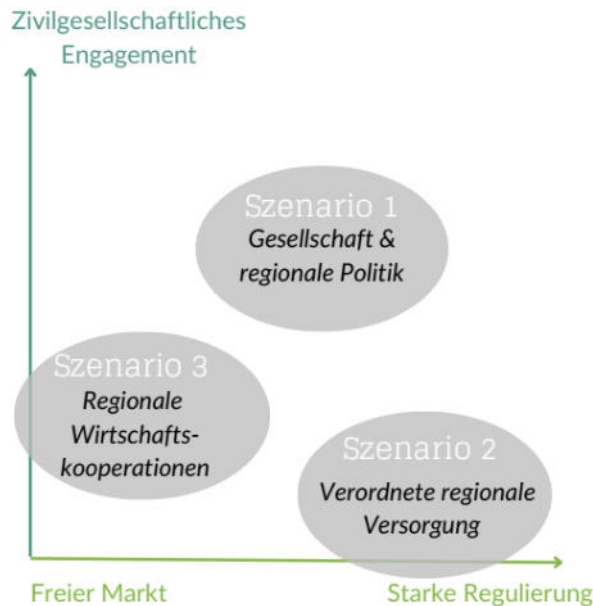 Zivilgesellschaftliches
Engagement
Szenario 1
Gesellschaft &
regionale Politik
Szenario 3
Regionale
Wirtschafts-
kooperationen
Szenario 2
Verordnete regionale
Versorgung
Freier Markt
Starke Regulierung